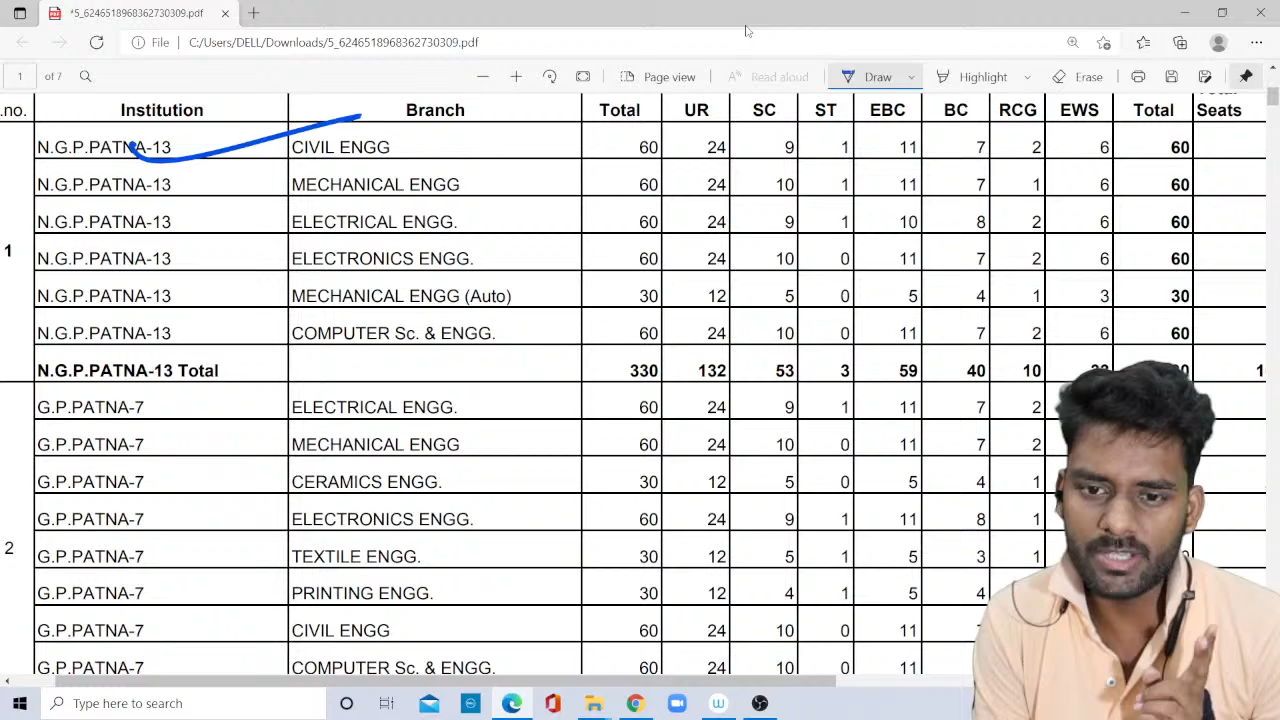 *5_6246518968362730309.pdf
File C:/Users/DELL/Downloads/5_6246518968362730309.pdf
1 of 7 Page view Read aloud Draw Highlight Erase
.no. Institution Branch Total UR SC ST EBC BC RCG EWS Total Seats
N.G.P.PATNA-13 CIVIL ENGG 60 24 9 1 11 7 2 6 60
N.G.P.PATNA-13 MECHANICAL ENGG 60 24 10 1 11 7 1 6 60
N.G.P.PATNA-13 ELECTRICAL ENGG. 60 24 9 1 10 8 2 6 60
1 N.G.P.PATNA-13 ELECTRONICS ENGG. 60 24 10 0 11 7 2 6 60
N.G.P.PATNA-13 MECHANICAL ENGG (Auto) 30 12 5 0 5 4 1 3 30
N.G.P.PATNA-13 COMPUTER Sc. & ENGG. 60 24 10 0 11 7 2 6 60
N.G.P.PATNA-13 Total 330 132 53 3 59 40 10
G.P.PATNA-7 ELECTRICAL ENGG. 60 24 9 1 11 7 2
G.P.PATNA-7 MECHANICAL ENGG 60 24 10 0 11 7 2
G.P.PATNA-7 CERAMICS ENGG. 30 12 5 0 5 4 1
G.P.PATNA-7 ELECTRONICS ENGG. 60 24 9 1 11 8 1
2 G.P.PATNA-7 TEXTILE ENGG. 30 12 5 1 5 3 1
G.P.PATNA-7 PRINTING ENGG. 30 12 4 1 5 4
G.P.PATNA-7 CIVIL ENGG 60 24 10 0 11
G.P.PATNA-7 COMPUTER Sc. & ENGG. 60 24 10 0 11
Type here to search